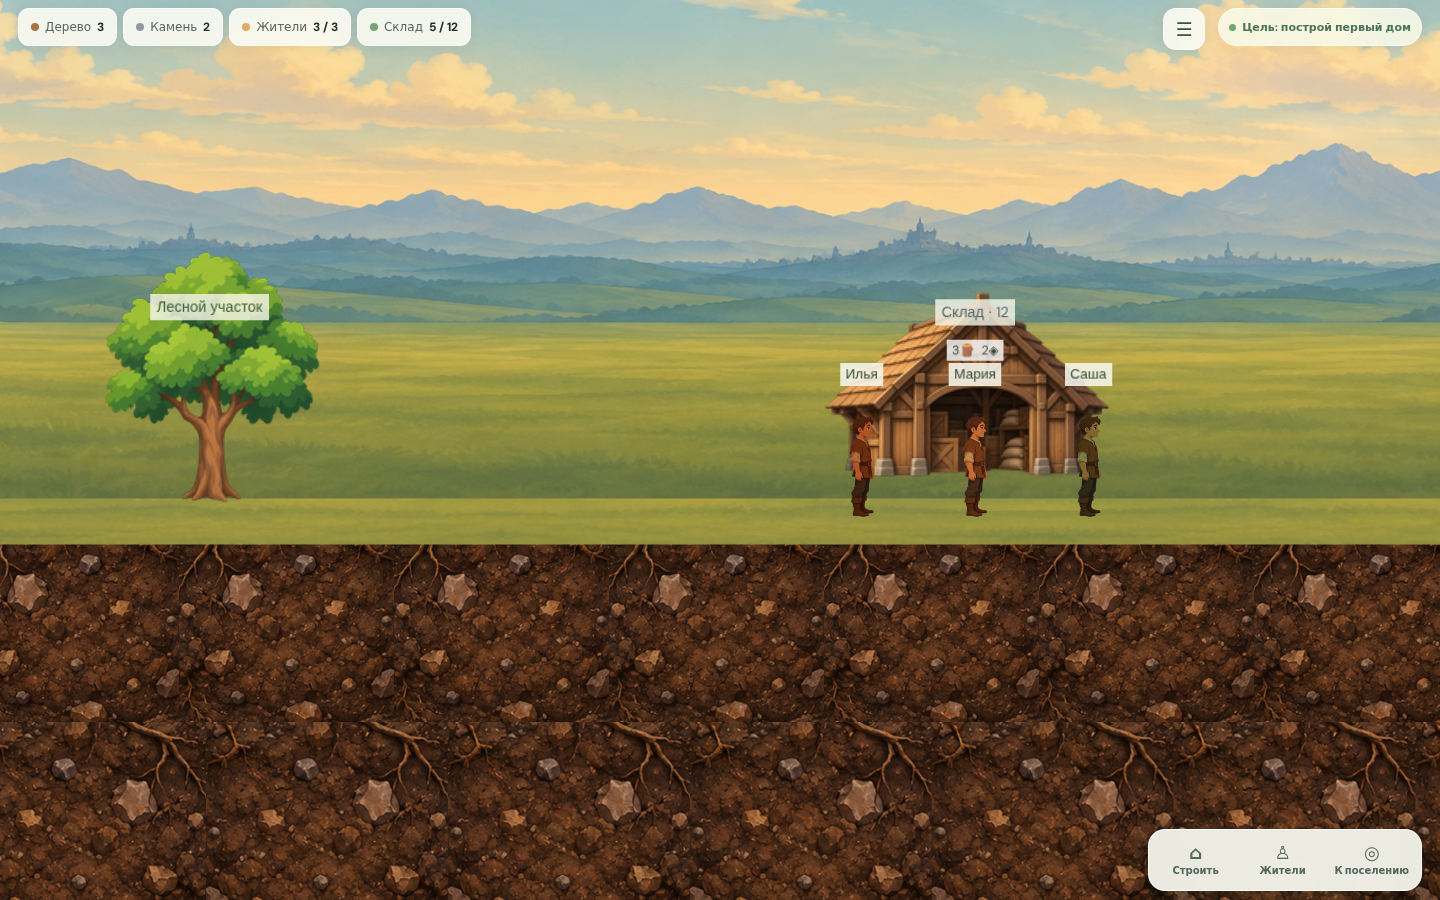 Дерево 3
Камень 2
Жители 3 / 3
Склад 5 / 12
☰
Цель: построй первый дом
Лесной участок
Склад · 12
3 2
Илья
Мария
Саша
Строить
Жители
К поселению